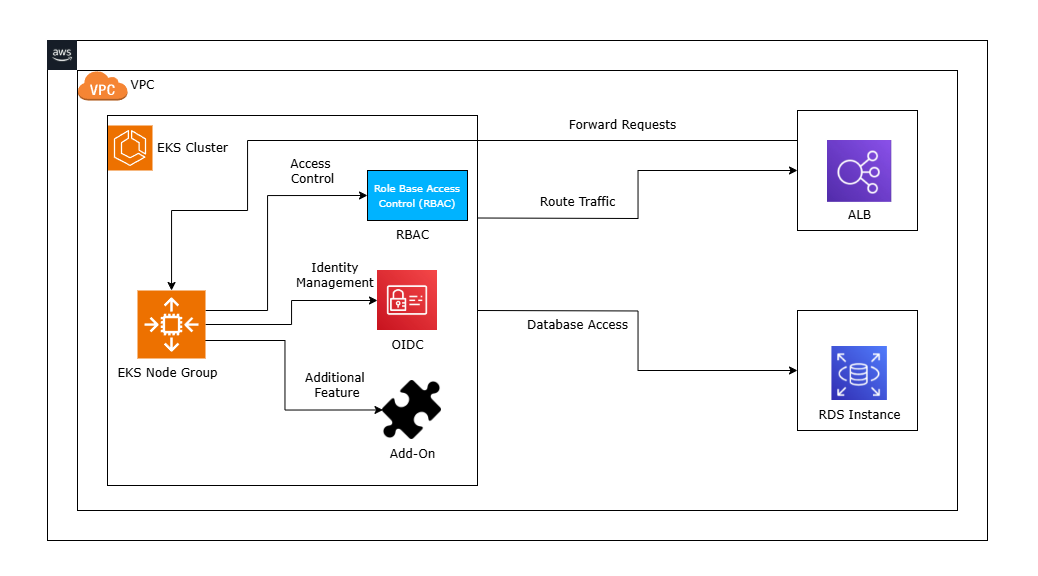 aws
VPC
VPC
EKS Cluster
Forward Requests
Access
Control
Role Base Access
Control (RBAC)
RBAC
Route Traffic
ALB
Identity
Management
OIDC
Database Access
EKS Node Group
Additional
Feature
Add-On
RDS Instance